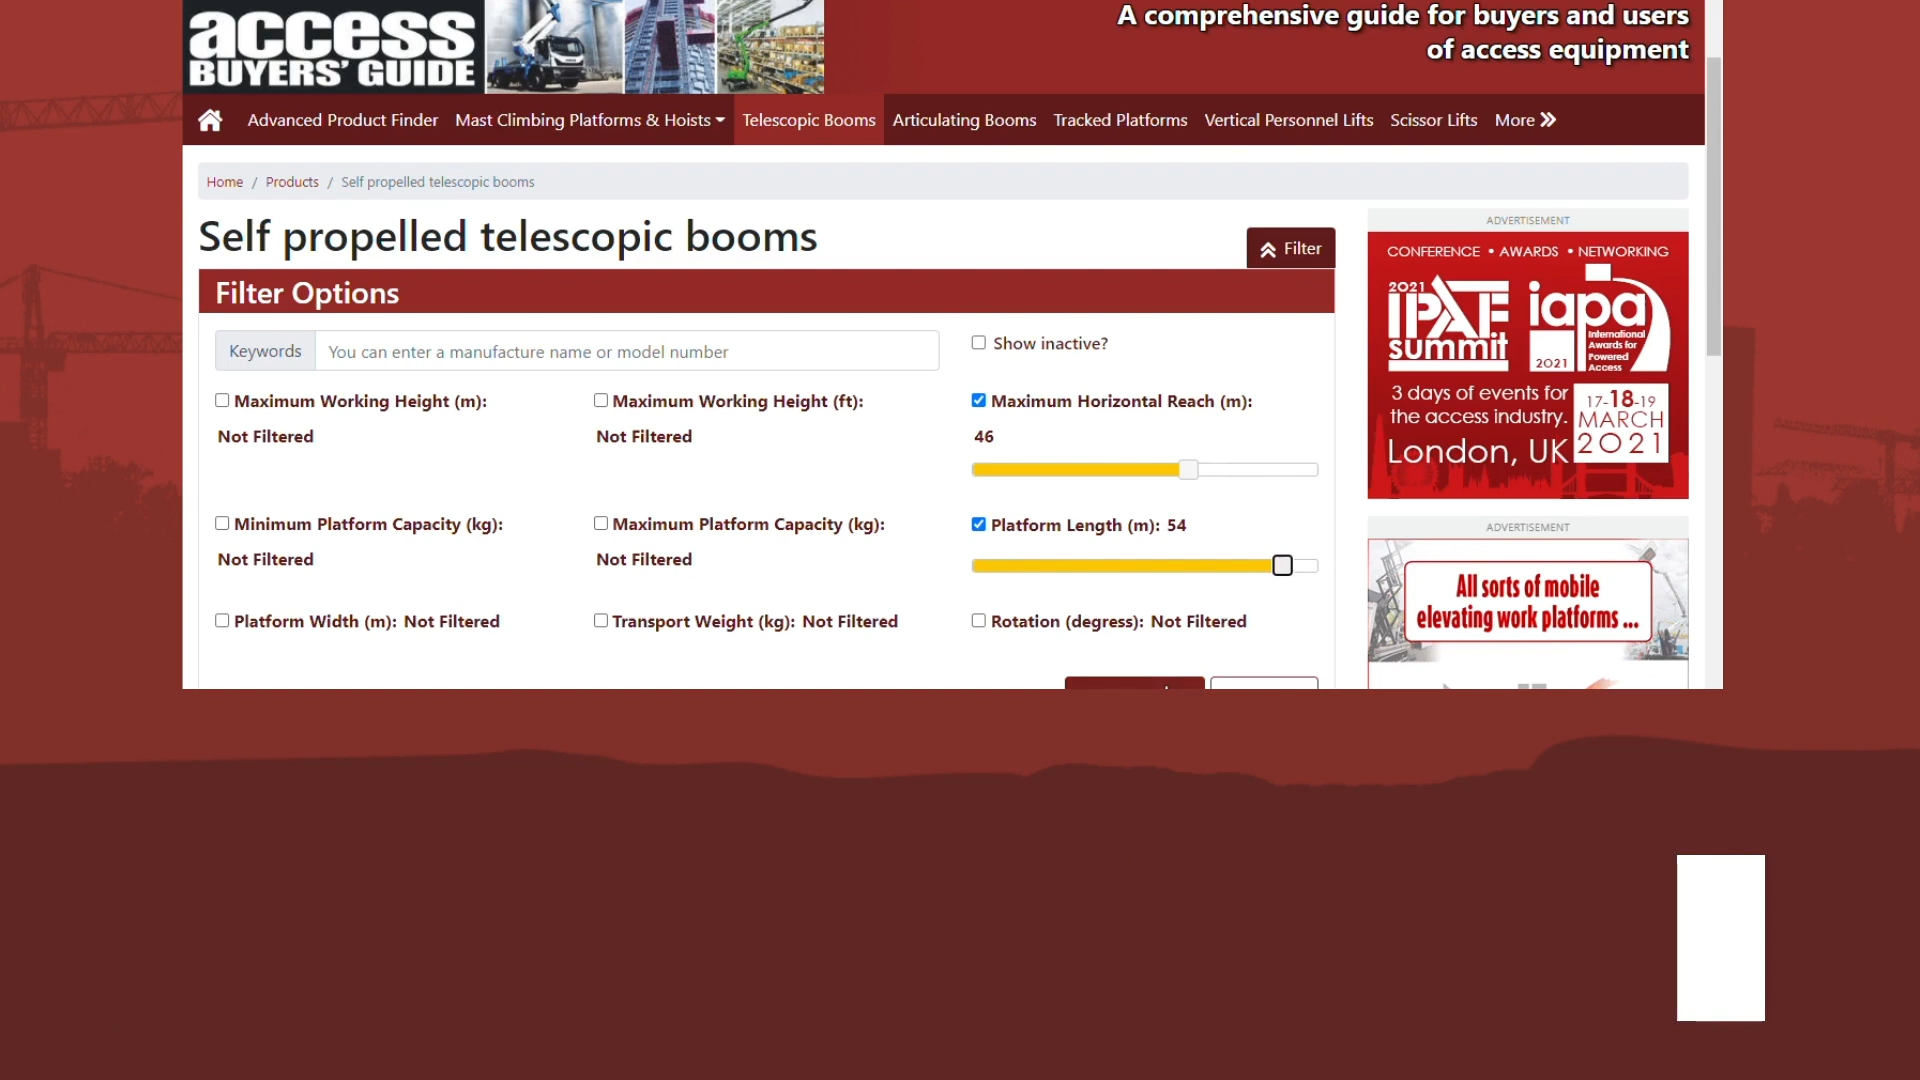 access
BUYERS' GUIDE
A comprehensive guide for buyers and users
of access equipment
Advanced Product Finder Mast Climbing Platforms & Hoists Telescopic Booms Articulating Booms Tracked Platforms Vertical Personnel Lifts Scissor Lifts More
Home / Products / Self propelled telescopic booms
Self propelled telescopic booms
Filter
Filter Options
Keywords You can enter a manufacture name or model number
Show inactive?
Maximum Working Height (m):
Not Filtered
Maximum Working Height (ft):
Not Filtered
Maximum Horizontal Reach (m):
46
Minimum Platform Capacity (kg):
Not Filtered
Maximum Platform Capacity (kg):
Not Filtered
Platform Length (m): 54
Platform Width (m): Not Filtered
Transport Weight (kg): Not Filtered
Rotation (degress): Not Filtered
ADVERTISEMENT
CONFERENCE • AWARDS • NETWORKING
2021
IPAF
summit
iapa
International
Awards for
Powered
Access
2021
3 days of events for
the access industry.
London, UK
17-18-19
MARCH
2021
ADVERTISEMENT
All sorts of mobile
elevating work platforms ...